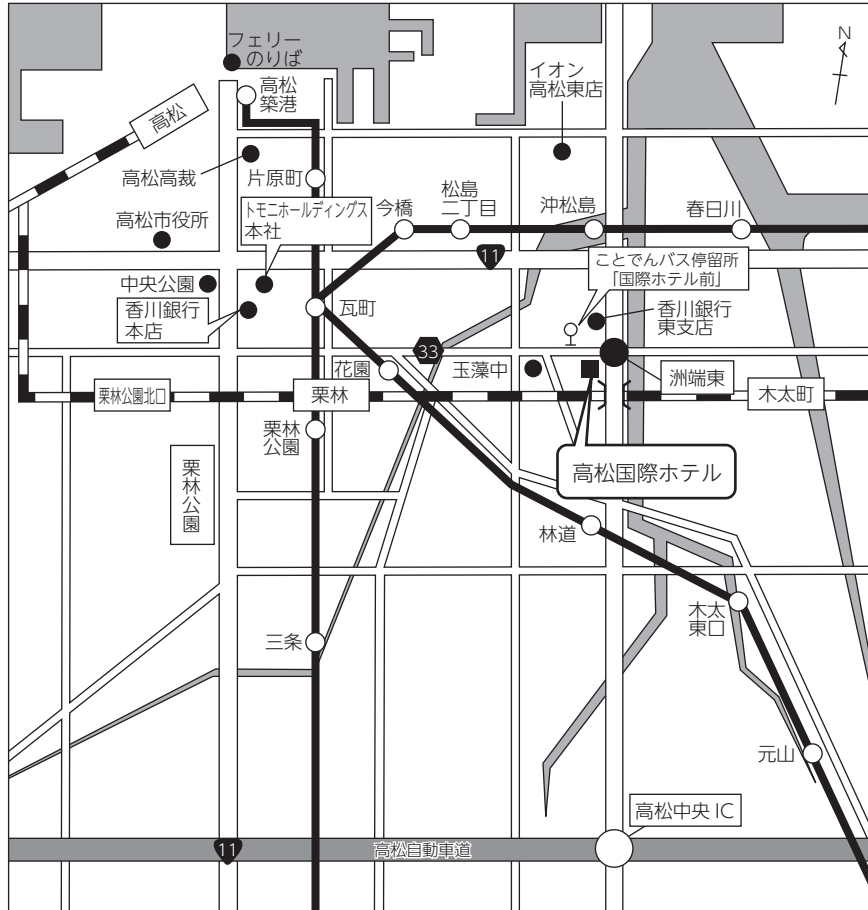 フェリー
のりば
N
高松
築港
イオン
高松東店
高松
高松高裁
片原町
トモニホールディングス
本社
今橋
松島
二丁目
沖松島
春日川
高松市役所
11
ことでんバス停留所
「国際ホテル前」
中央公園
香川銀行
本店
瓦町
香川銀行
東支店
33
花園
玉藻中
洲端東
栗林公園北口
栗林
木太町
栗林
公園
栗林公園
高松国際ホテル
林道
木太
東口
三条
元山
高松中央IC
11
高松自動車道